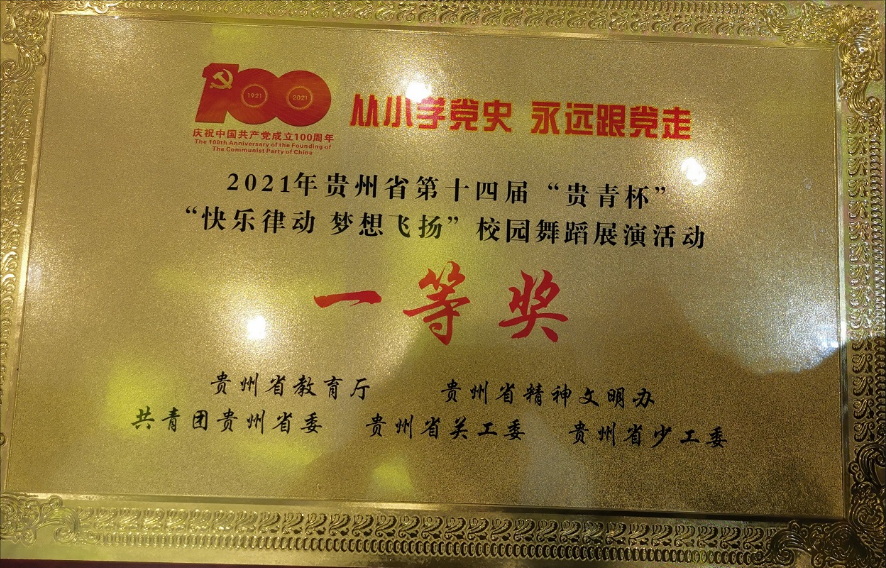 100
1921 2021
庆祝中国共产党成立100周年
The 100th Anniversary of the Founding of
The Communist Party of China
从小学党史 永远跟党走
2021年贵州省第十四届“贵青杯”
“快乐律动 梦想飞扬”校园舞蹈展演活动
一等奖
贵州省教育厅 贵州省精神文明办
共青团贵州省委 贵州省关工委 贵州省少工委